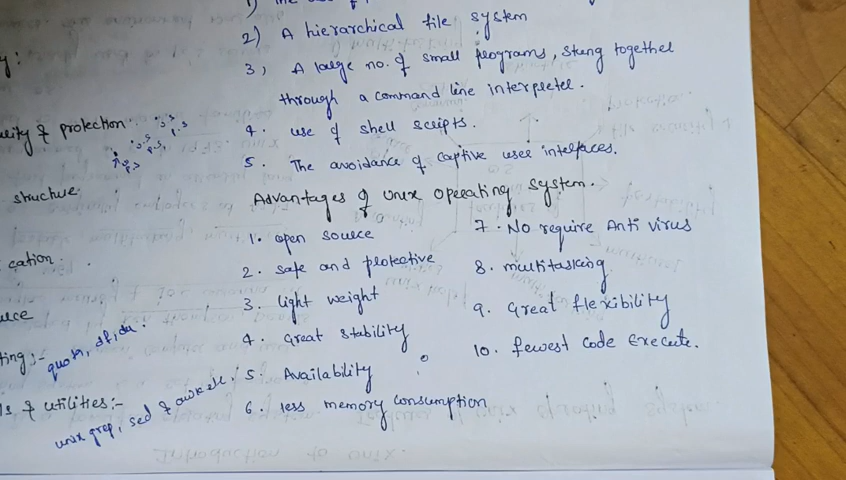 2) A hierarchical file system
3) A large no. of small programs, strung together
through a command line interpreter.
4. use of shell scripts.
5. The avoidance of captive user interfaces.
Advantages of Unix Operating System.
1. open source
2. safe and protective
3. light weight
4. Great stability
5. Availability
6. less memory consumption
7. No require Anti virus
8. multitasking
9. Great flexibility
10. fewest code execute.
& protection
structure
cation
ting:-
& utilities:-
unix grep, sed & awk